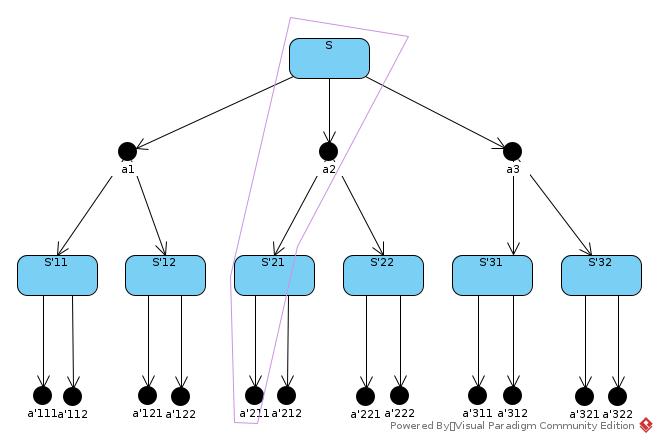 S
a1
a2
a3
S'11
S'12
S'21
S'22
S'31
S'32
a'111
a'112
a'121
a'122
a'211
a'212
a'221
a'222
a'311
a'312
a'321
a'322
Powered By▯Visual Paradigm Community Edition